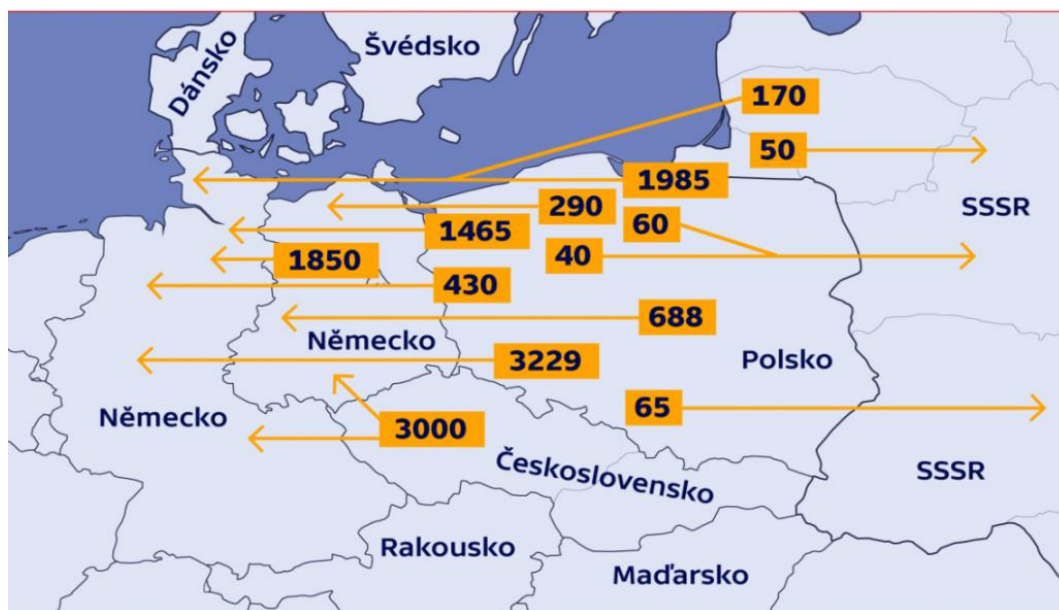 Dánsko
Švédsko
170
50
1985
SSSR
290
60
1465
40
1850
430
688
Německo
3229
Polsko
Německo
65
3000
Československo
SSSR
Rakousko
Maďarsko